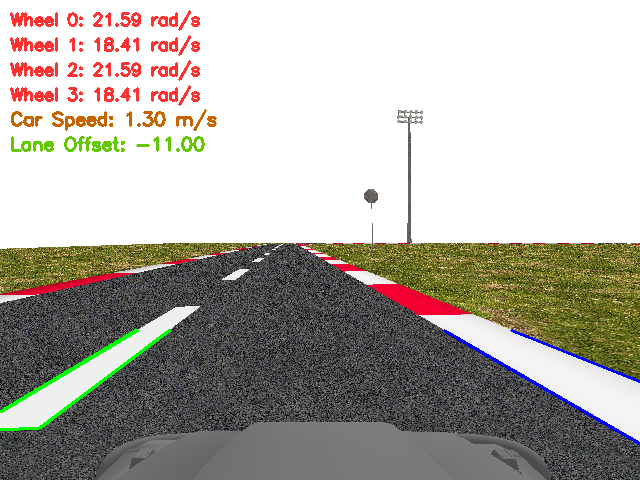 Wheel 0: 21.59 rad/s
Wheel 1: 18.41 rad/s
Wheel 2: 21.59 rad/s
Wheel 3: 18.41 rad/s
Car Speed: 1.30 m/s
Lane Offset: -11.00